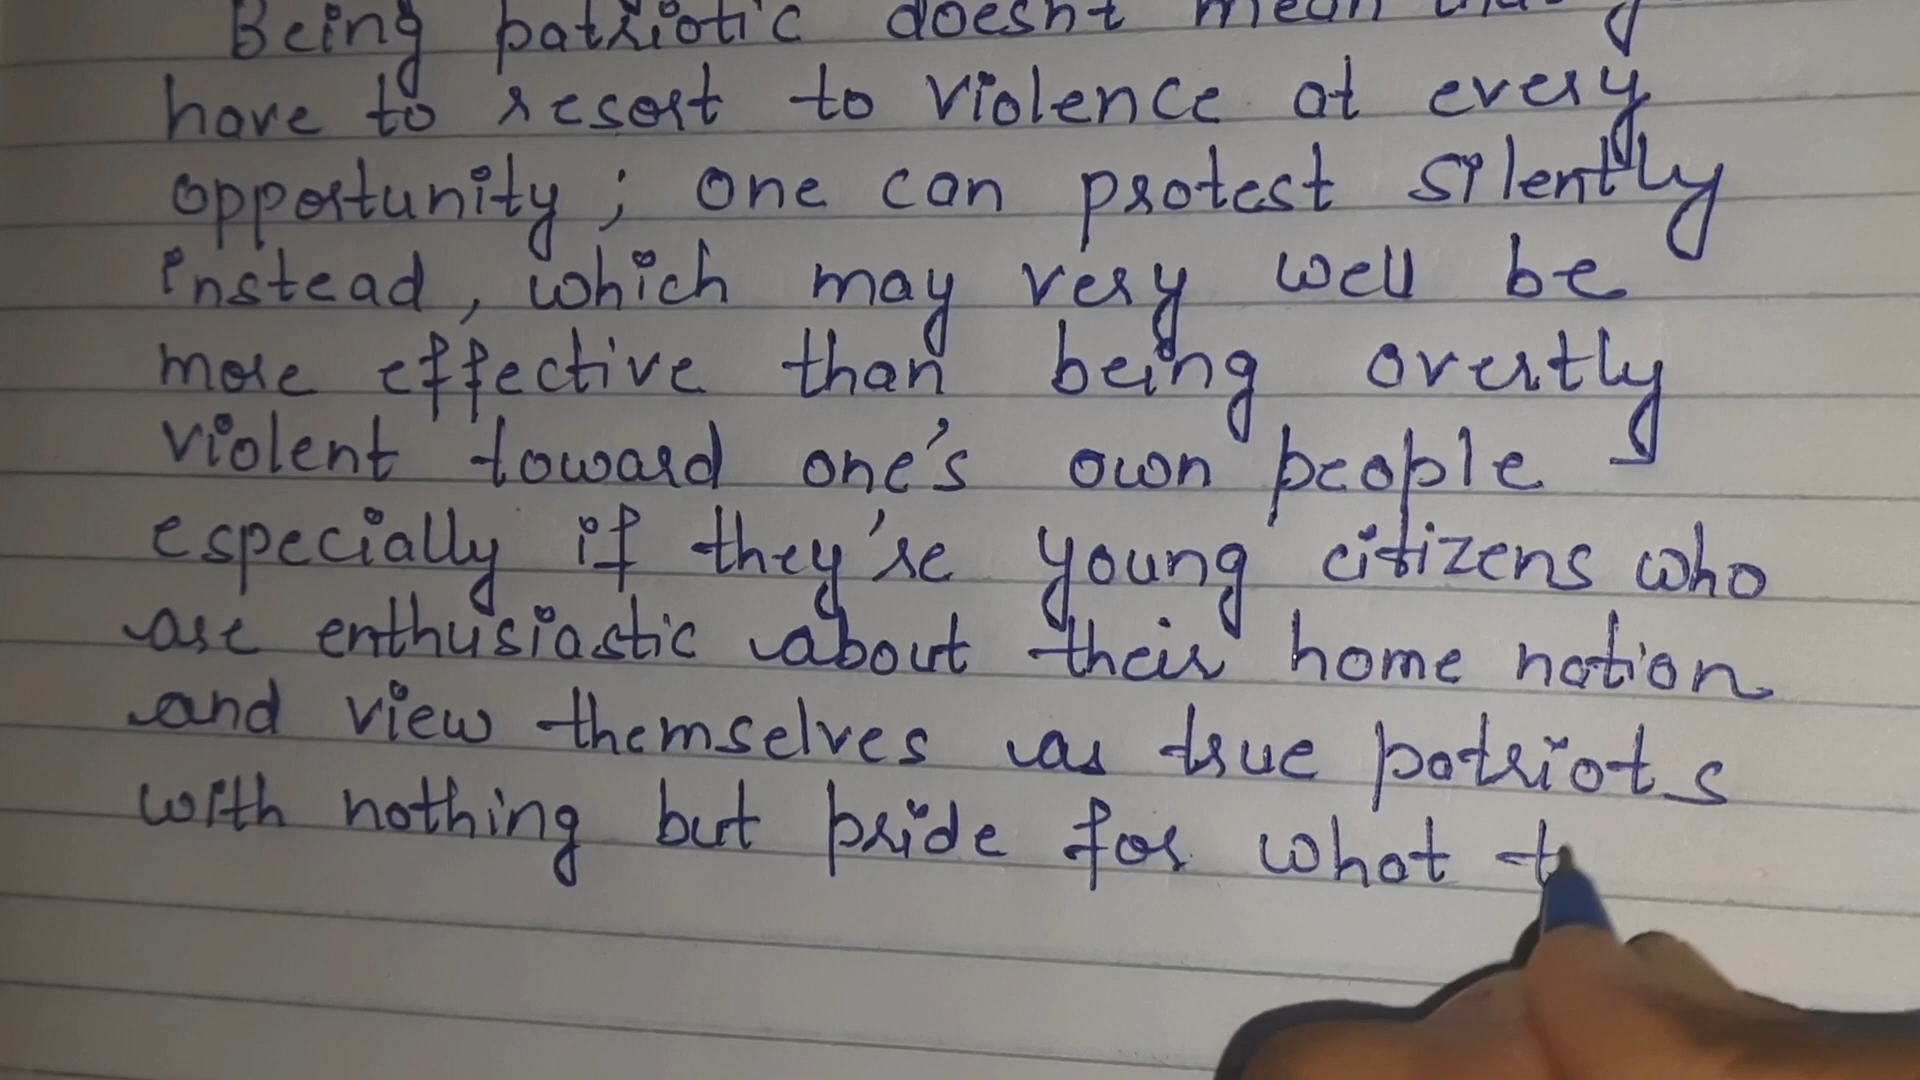 Being patriotic doesnt mean
have to resort to violence at every
opportunity; one can protest silently
instead, which may very well be
more effective than being overtly
violent toward one's own people
especially if they're young citizens who
are enthusiastic about their home nation
and view themselves as true patriots
with nothing but pride for what t